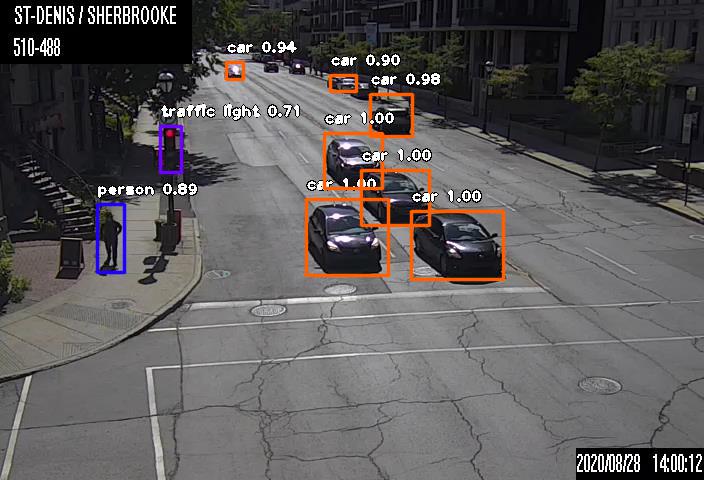 ST-DENIS / SHERBROOKE
510-488
car 0.94
car 0.90
car 0.98
traffic light 0.71
car 1.00
car 1.00
person 0.89
car 1.00
car 1.00
2020/08/28 14:00:12